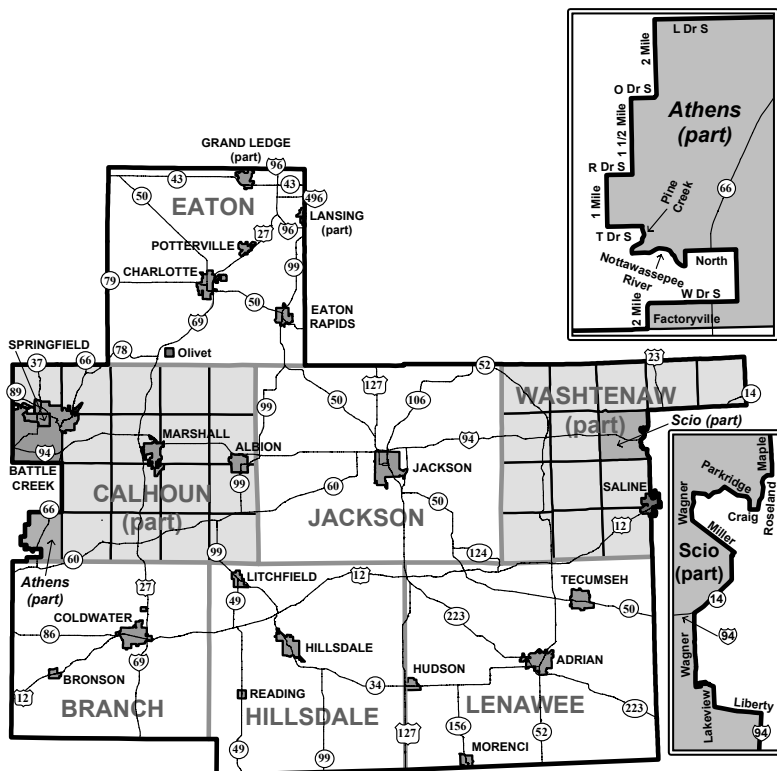 GRAND LEDGE
(part)
96
43
43
50
496
EATON
LANSING
(part)
27
96
POTTERVILLE
99
CHARLOTTE
79
50
EATON
RAPIDS
69
SPRINGFIELD
78
Olivet
37
66
89
94
BATTLE
CREEK
MARSHALL
ALBION
99
99
CALHOUN
(part)
66
Athens
(part)
60
60
127
50
106
52
94
JACKSON
JACKSON
50
124
23
14
WASHTENAW
(part)
Scio (part)
SALINE
12
99
LITCHFIELD
12
49
27
COLDWATER
86
69
BRONSON
12
BRANCH
HILLSDALE
READING
34
HILLSDALE
49
99
127
TECUMSEH
50
223
ADRIAN
HUDSON
LENAWEE
156
52
223
MORENCI
L Dr S
2 Mile
O Dr S
1 1/2 Mile
Athens
(part)
R Dr S
1 Mile
Pine
Creek
66
T Dr S
Nottawassepee
River
North
W Dr S
2 Mile
Factoryville
Maple
Parkridge
Wagner
Roseland
Craig
Miller
Scio
(part)
14
94
Wagner
Lakeview
Liberty
94